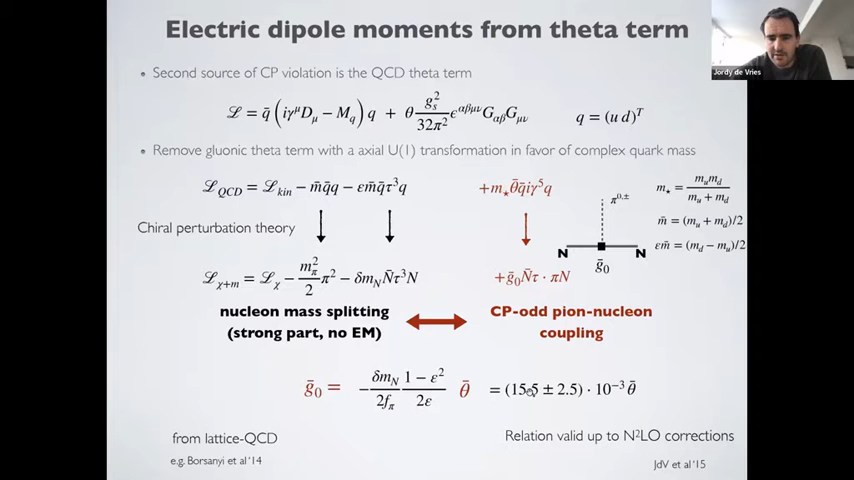 Electric dipole moments from theta term
Jordy de Vries
• Second source of CP violation is the QCD theta term
ℒ = q̄ (iγ^μ D_μ − M_q) q + θ g_s²/32π² ε^{αβμν} G_{αβ} G_{μν}    q = (u d)^T
• Remove gluonic theta term with a axial U(1) transformation in favor of complex quark mass
ℒ_QCD = ℒ_kin − m̄q̄q − εm̄q̄τ³q    +m⋆θ̄q̄iγ⁵q
π^{0,±}
m⋆ = m_u m_d / (m_u + m_d)
m̄ = (m_u + m_d)/2
εm̄ = (m_d − m_u)/2
N    N
ḡ₀
Chiral perturbation theory
ℒ_{χ+m} = ℒ_χ − m_π²/2 π² − δm_N N̄τ³N    +ḡ₀N̄τ · πN
nucleon mass splitting
(strong part, no EM)
CP-odd pion-nucleon
coupling
ḡ₀ = − δm_N/2f_π (1 − ε²)/2ε θ̄ = (15.5 ± 2.5) · 10⁻³ θ̄
from lattice-QCD
e.g. Borsanyi et al '14
Relation valid up to N²LO corrections
JdV et al '15